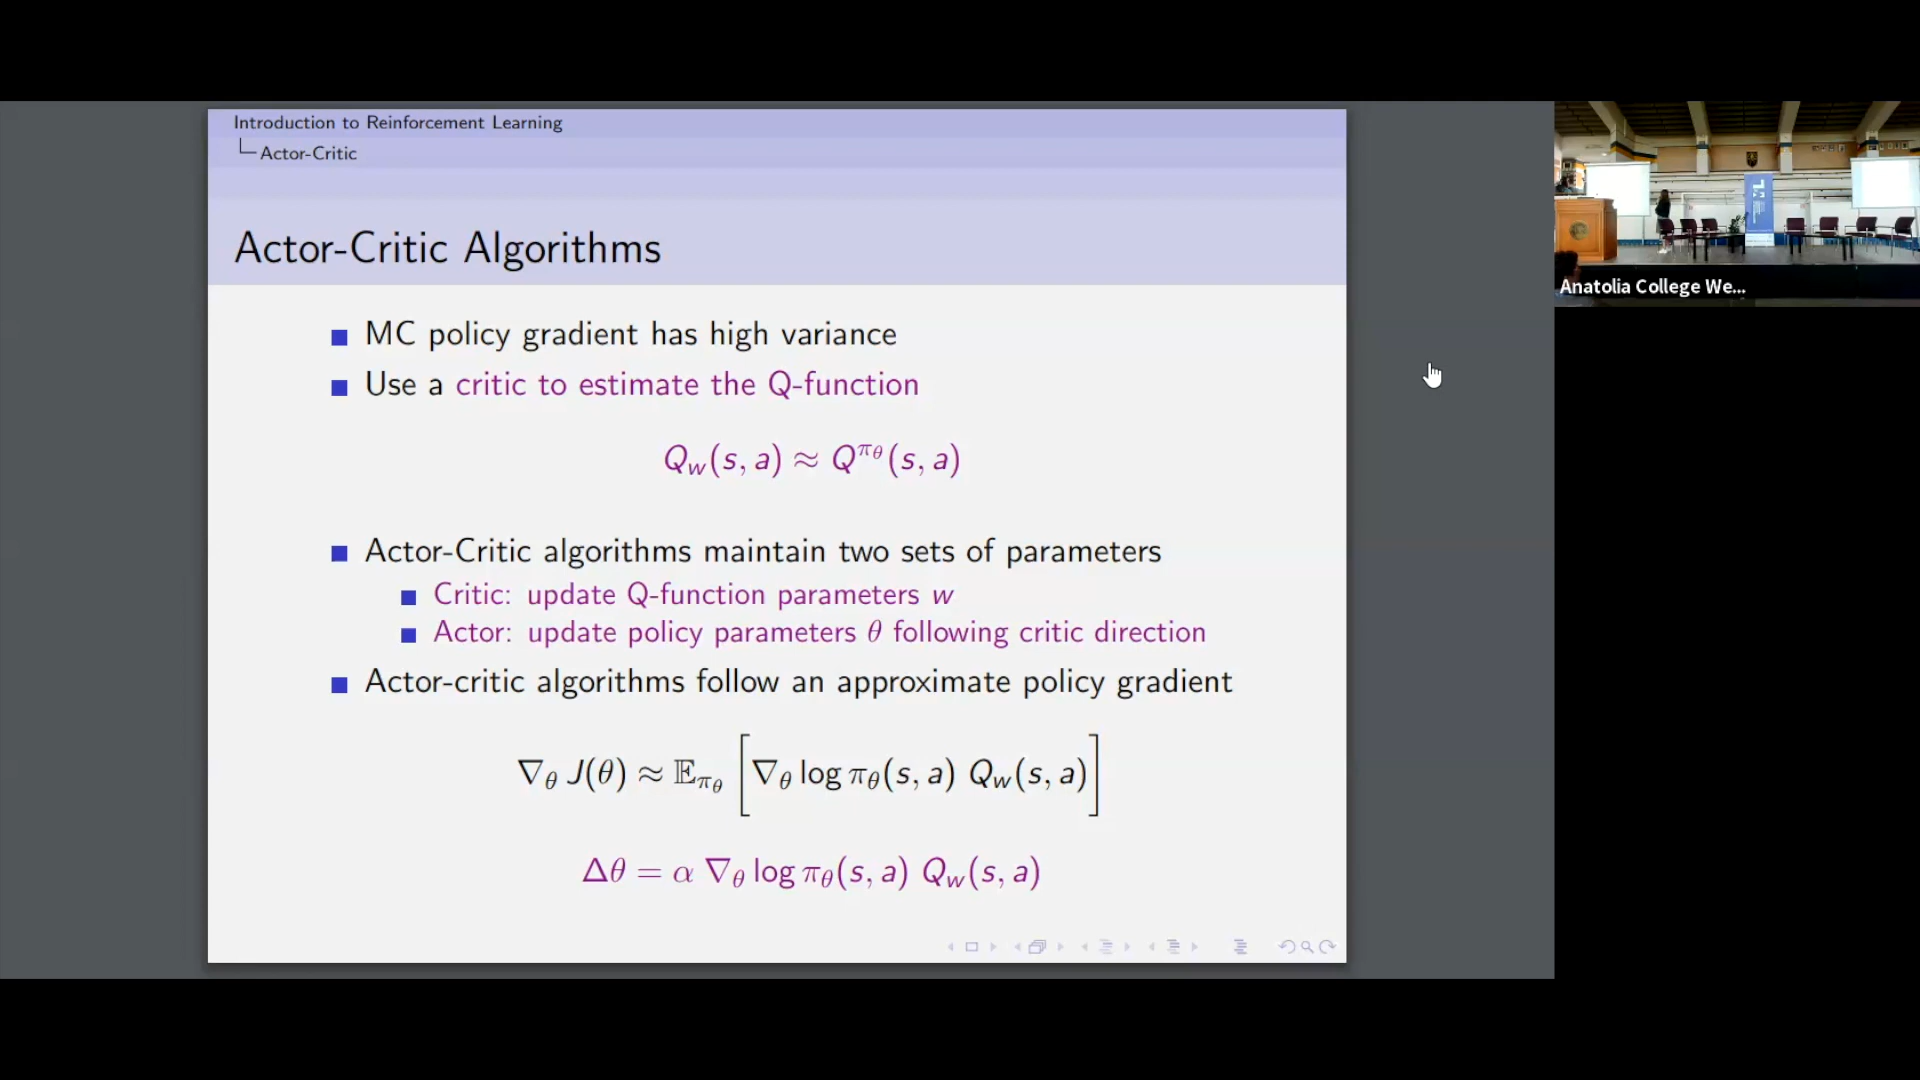 Introduction to Reinforcement Learning
Actor-Critic
Actor-Critic Algorithms
MC policy gradient has high variance
Use a critic to estimate the Q-function
Q_w(s, a) ≈ Q^{π_θ}(s, a)
Actor-Critic algorithms maintain two sets of parameters
Critic: update Q-function parameters w
Actor: update policy parameters θ following critic direction
Actor-critic algorithms follow an approximate policy gradient
∇_θ J(θ) ≈ 𝔼_{π_θ} [∇_θ log π_θ(s, a) Q_w(s, a)]
Δθ = α ∇_θ log π_θ(s, a) Q_w(s, a)
Anatolia College We...